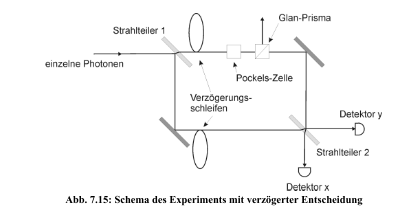 Glan-Prisma
Strahlteiler 1
einzelne Photonen
Pockels-Zelle
Verzögerungs-
schleifen
Detektor y
Strahlteiler 2
Detektor x
Abb. 7.15: Schema des Experiments mit verzögerter Entscheidung